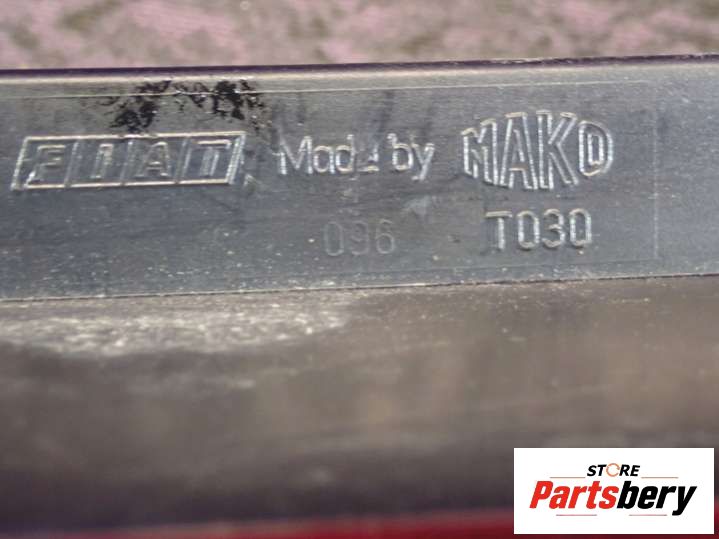 FIAT Made by MAKO
096 T030
STORE
Partsbery